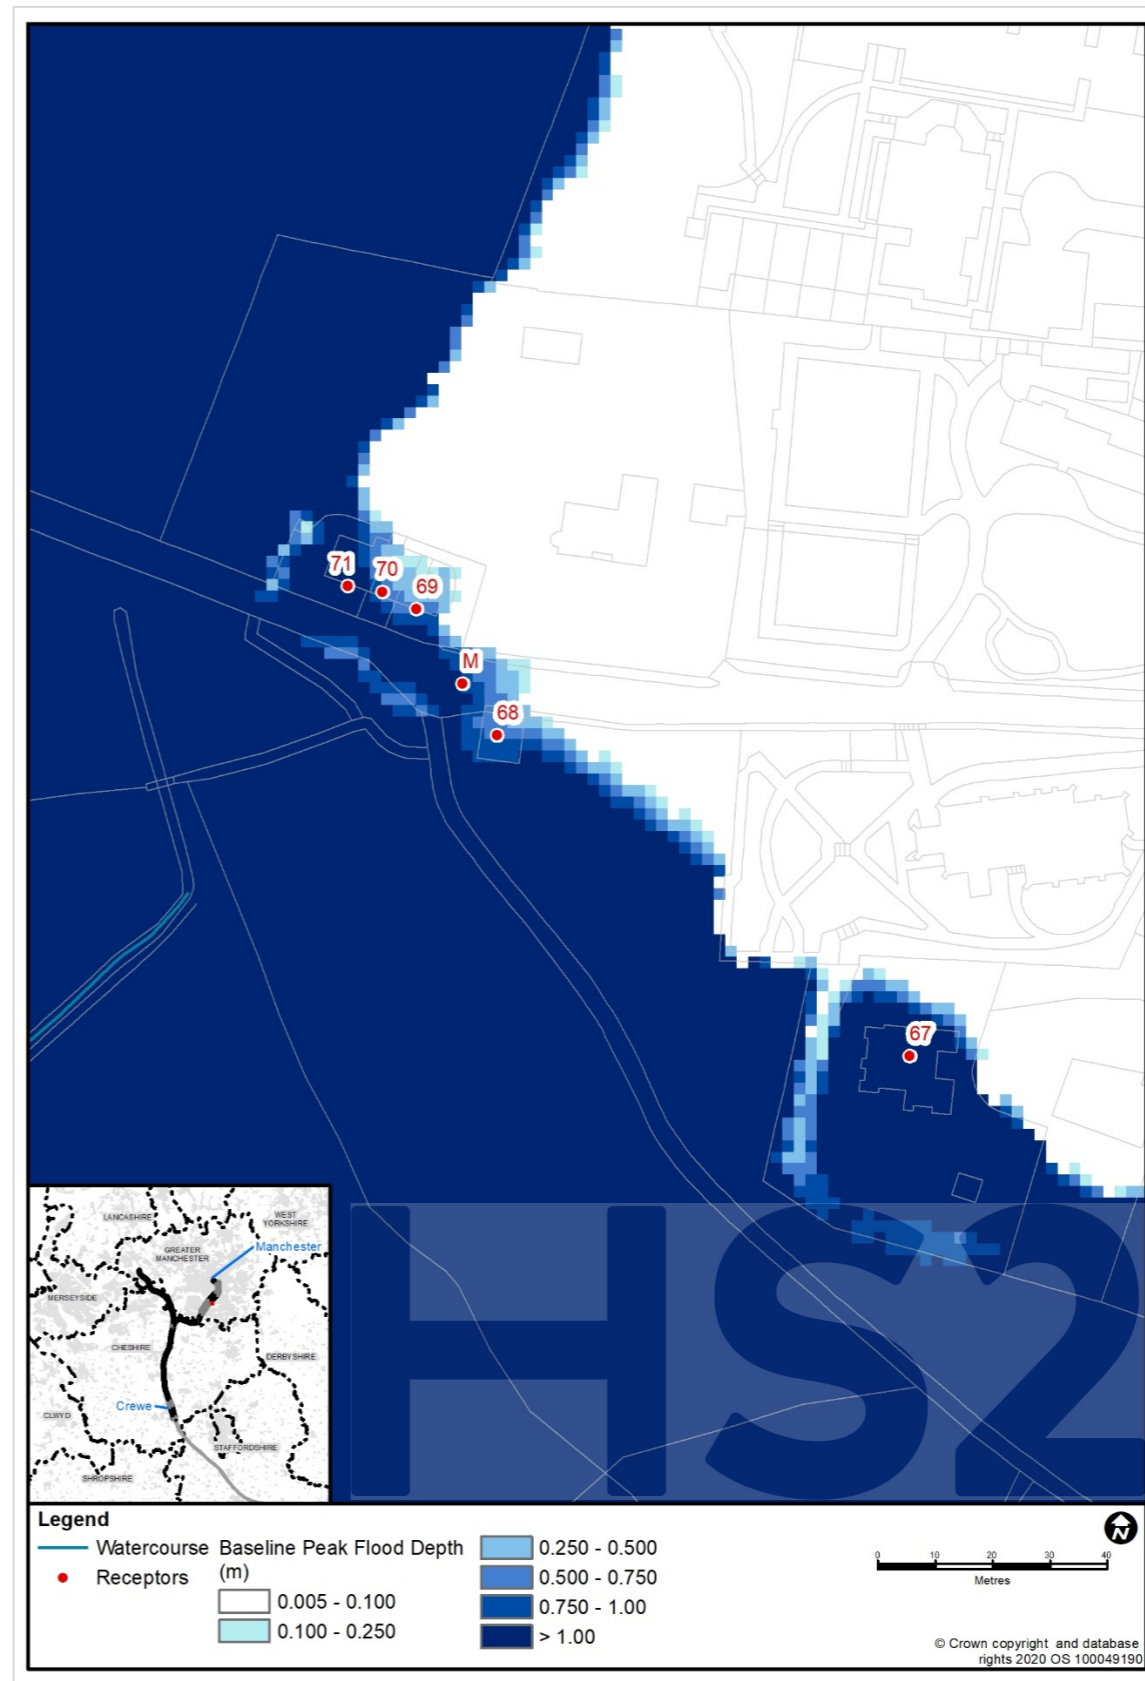 71
70
69
M
68
67
LANCASHIRE
WEST
YORKSHIRE
GREATER
MANCHESTER
Manchester
MERSEYSIDE
CHESHIRE
DERBYSHIRE
Crewe
CLWYD
STAFFORDSHIRE
SHROPSHIRE
HS2
Legend
Watercourse
Receptors
Baseline Peak Flood Depth
(m)
0.005 - 0.100
0.100 - 0.250
0.250 - 0.500
0.500 - 0.750
0.750 - 1.00
> 1.00
N
0 10 20 30 40
Metres
© Crown copyright and database
rights 2020 OS 100049190